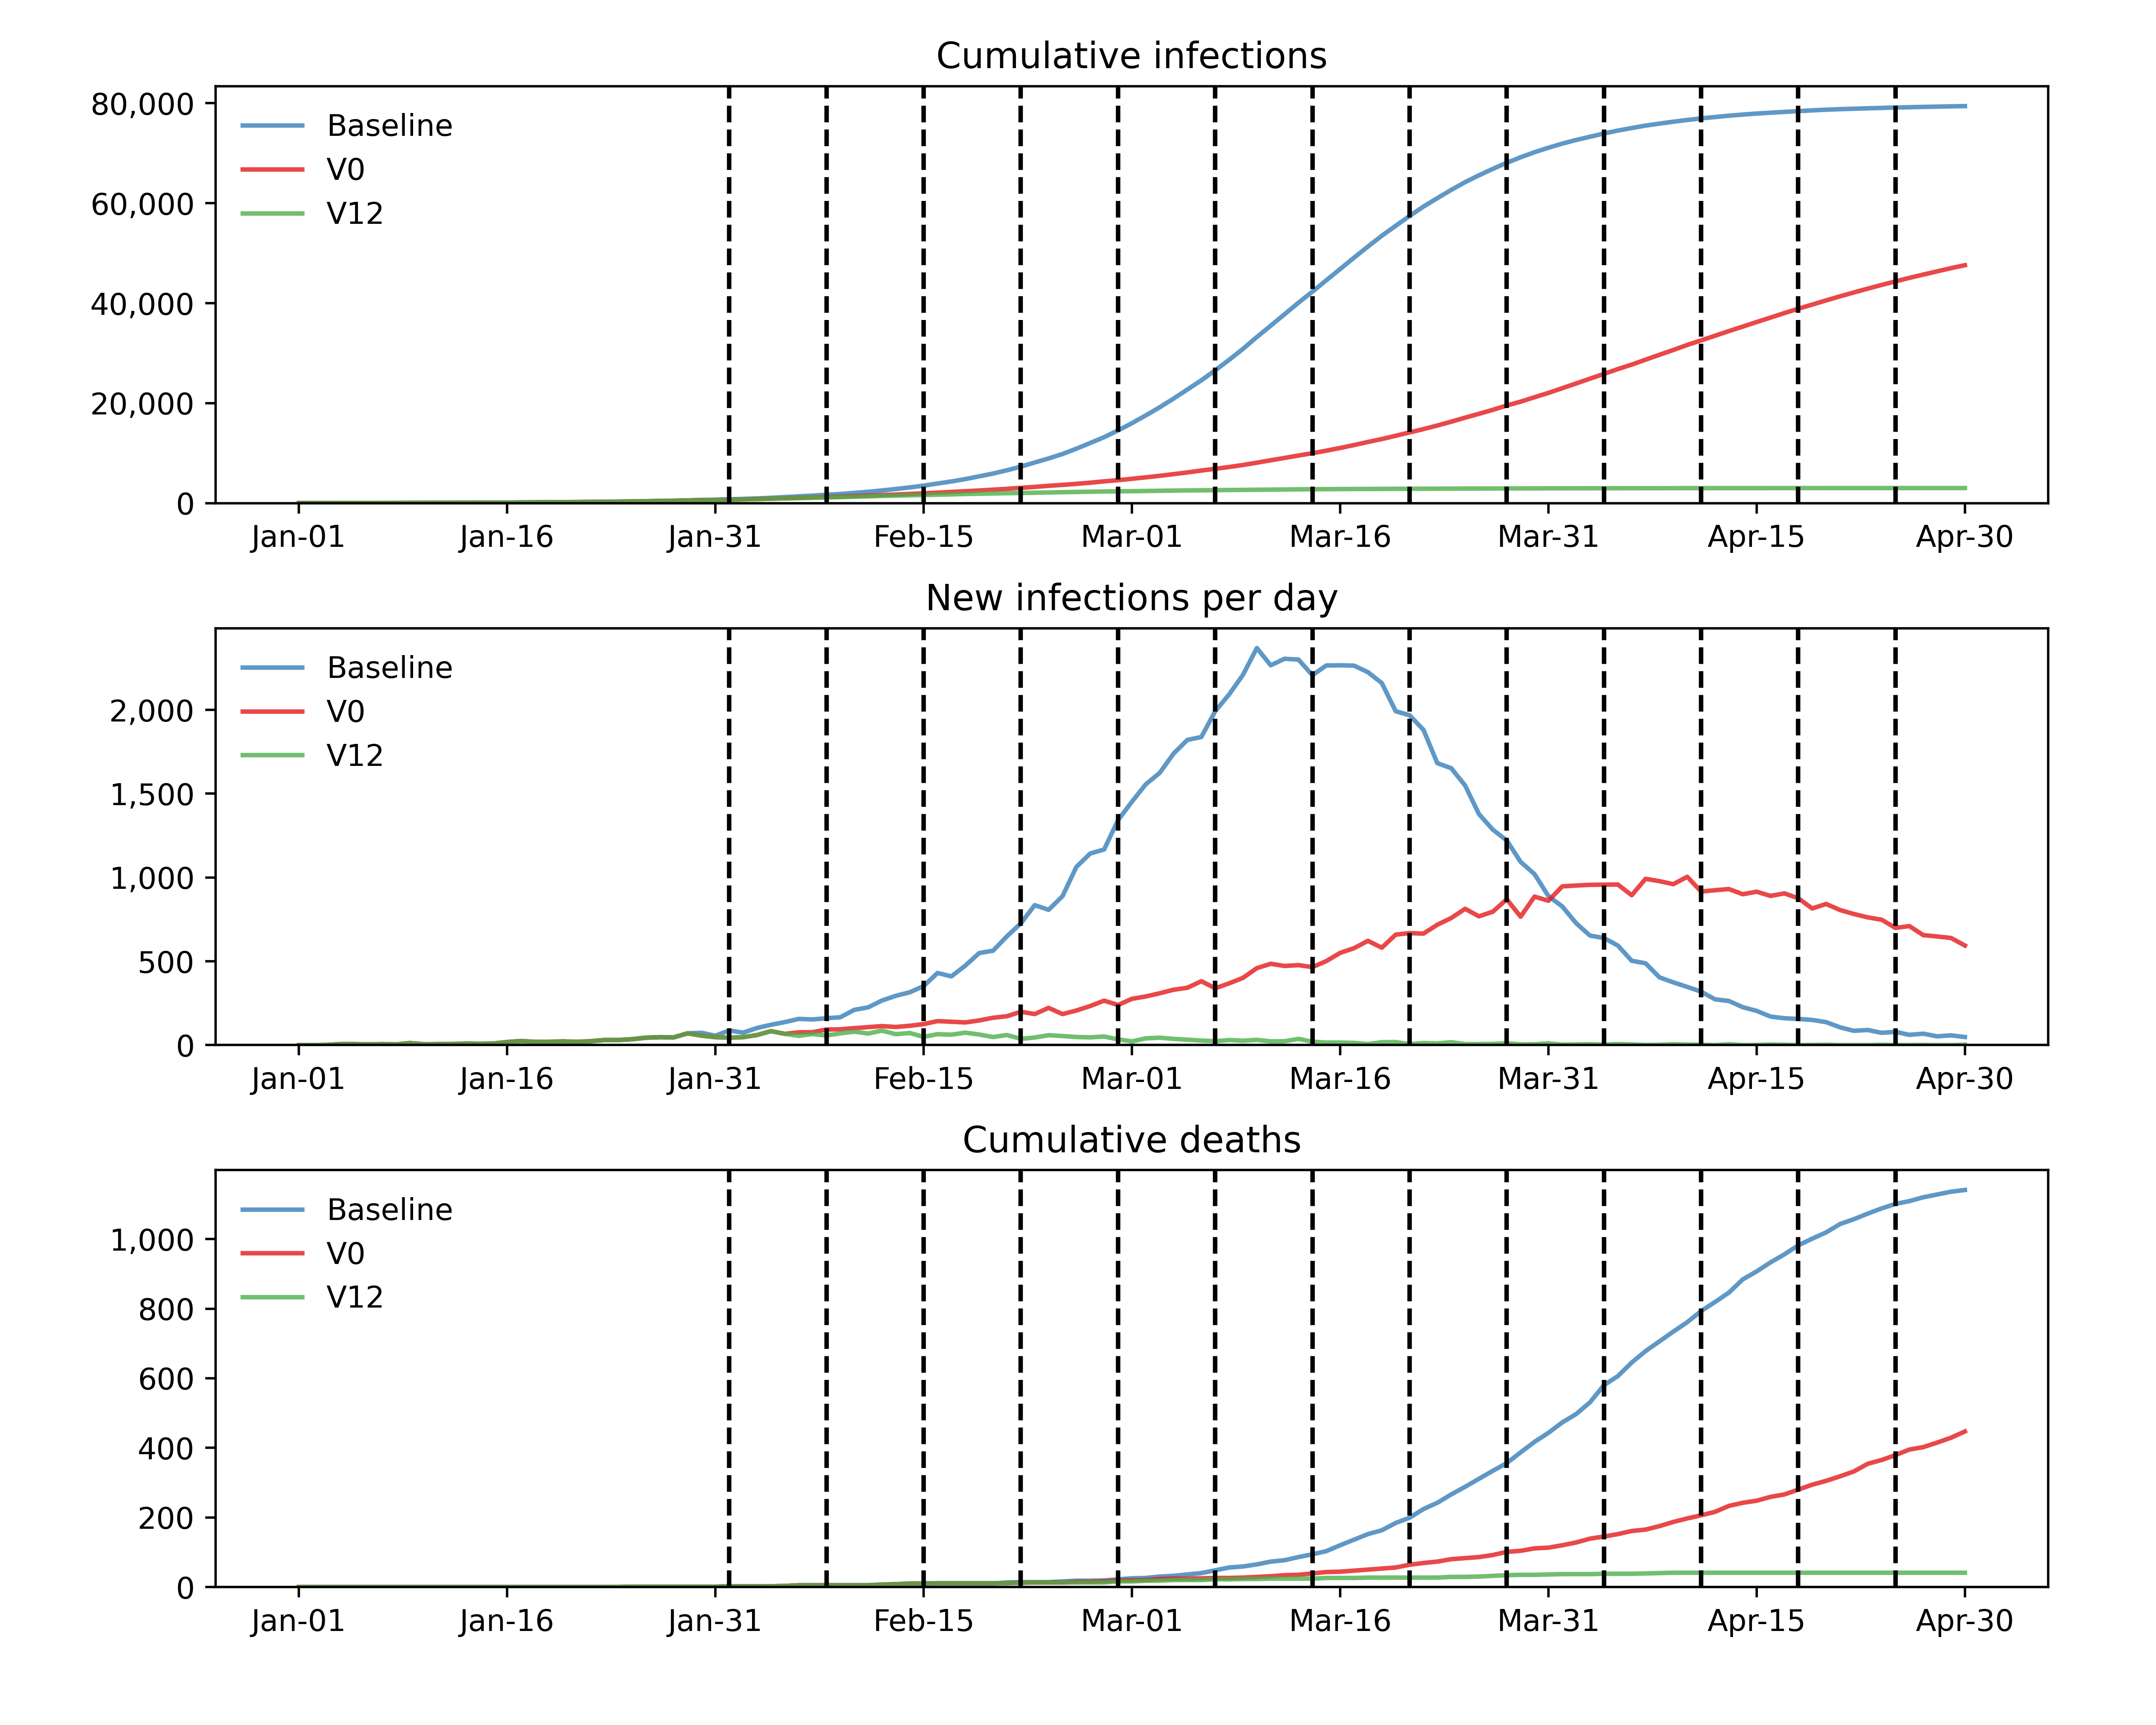 Cumulative infections
80,000
60,000
40,000
20,000
0
Baseline
V0
V12
Jan-01 Jan-16 Jan-31 Feb-15 Mar-01 Mar-16 Mar-31 Apr-15 Apr-30
New infections per day
2,000
1,500
1,000
500
0
Baseline
V0
V12
Jan-01 Jan-16 Jan-31 Feb-15 Mar-01 Mar-16 Mar-31 Apr-15 Apr-30
Cumulative deaths
1,000
800
600
400
200
0
Baseline
V0
V12
Jan-01 Jan-16 Jan-31 Feb-15 Mar-01 Mar-16 Mar-31 Apr-15 Apr-30